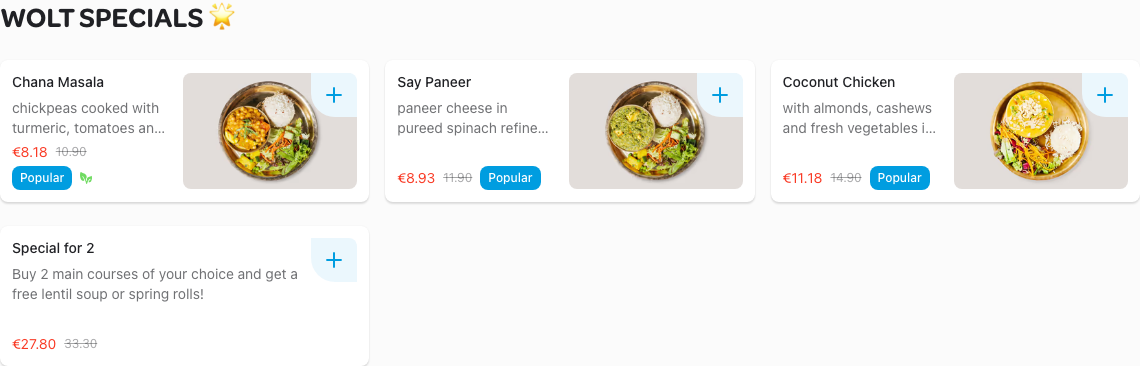 WOLT SPECIALS 🌟
Chana Masala
chickpeas cooked with
turmeric, tomatoes an...
€8.18 10.90
Popular
Say Paneer
paneer cheese in
pureed spinach refine...
€8.93 11.90 Popular
Coconut Chicken
with almonds, cashews
and fresh vegetables i...
€11.18 14.90 Popular
Special for 2
Buy 2 main courses of your choice and get a
free lentil soup or spring rolls!
€27.80 33.30